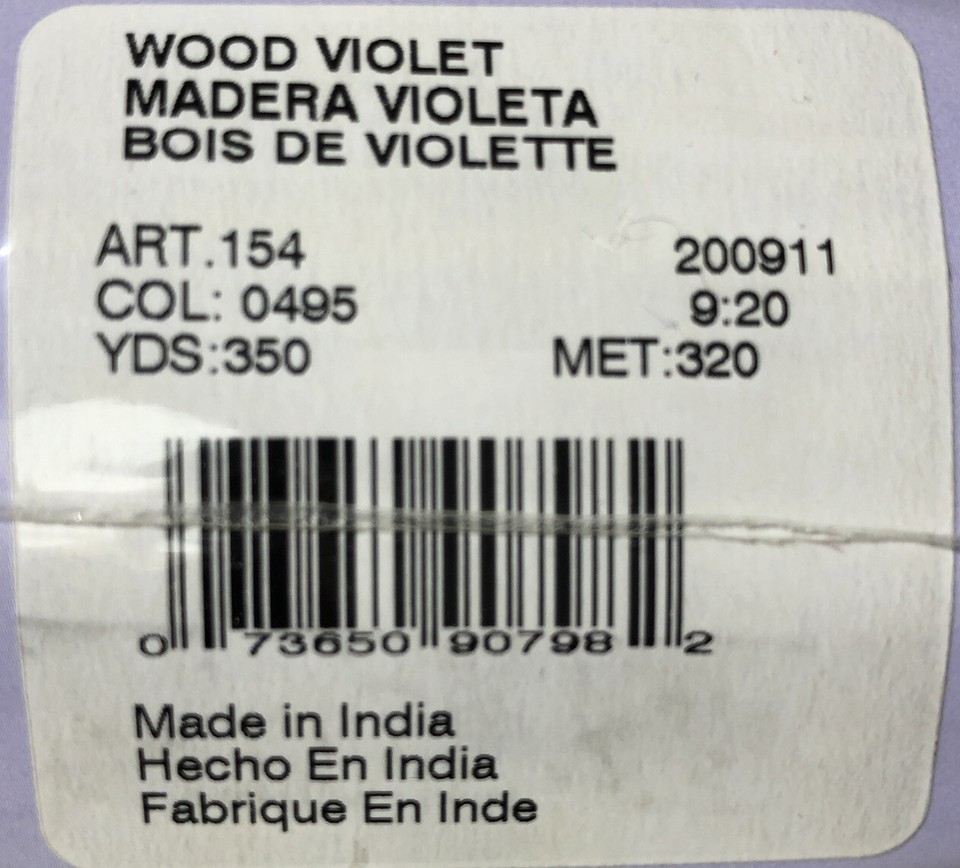 WOOD VIOLET
MADERA VIOLETA
BOIS DE VIOLETTE
ART.154 200911
COL: 0495 9:20
YDS:350 MET:320
0 73650 90798 2
Made in India
Hecho En India
Fabrique En Inde